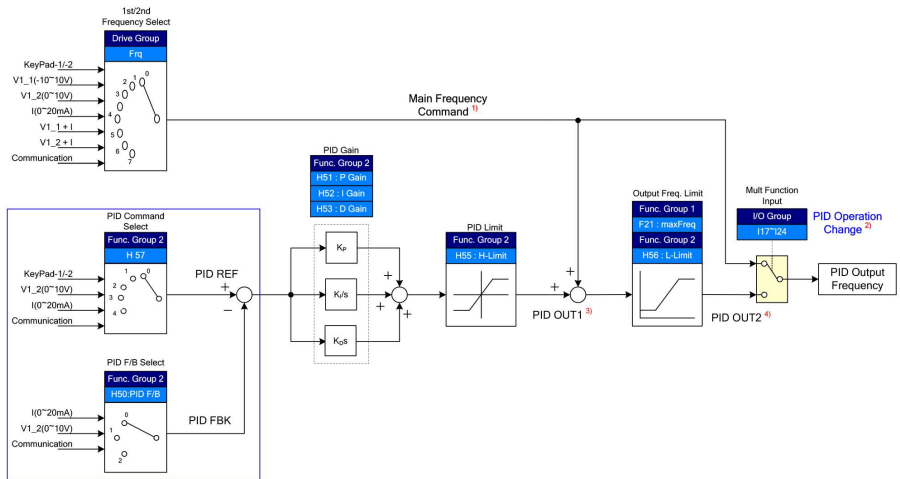 1st/2nd
Frequency Select
Drive Group
Frq
KeyPad-1/-2
V1_1(-10~10V)
V1_2(0~10V)
I(0~20mA)
V1_1 + I
V1_2 + I
Communication
0
1
2
3
4
5
6
7
Main Frequency
Command 1)
PID Gain
Func. Group 2
H51 : P Gain
H52 : I Gain
H53 : D Gain
PID Command
Select
Func. Group 2
H 57
KeyPad-1/-2
V1_2(0~10V)
I(0~20mA)
Communication
0
1
2
3
4
PID REF
+
−
KP
KI/s
KDs
+
+
+
PID Limit
Func. Group 2
H55 : H-Limit
+
+
PID OUT1 3)
Output Freq. Limit
Func. Group 1
F21 : maxFreq
Func. Group 2
H56 : L-Limit
PID OUT2 4)
Mult Function
Input
I/O Group
I17~I24
PID Operation
Change 2)
PID Output
Frequency
PID F/B Select
Func. Group 2
H50:PID F/B
I(0~20mA)
V1_2(0~10V)
Communication
0
1
2
PID FBK